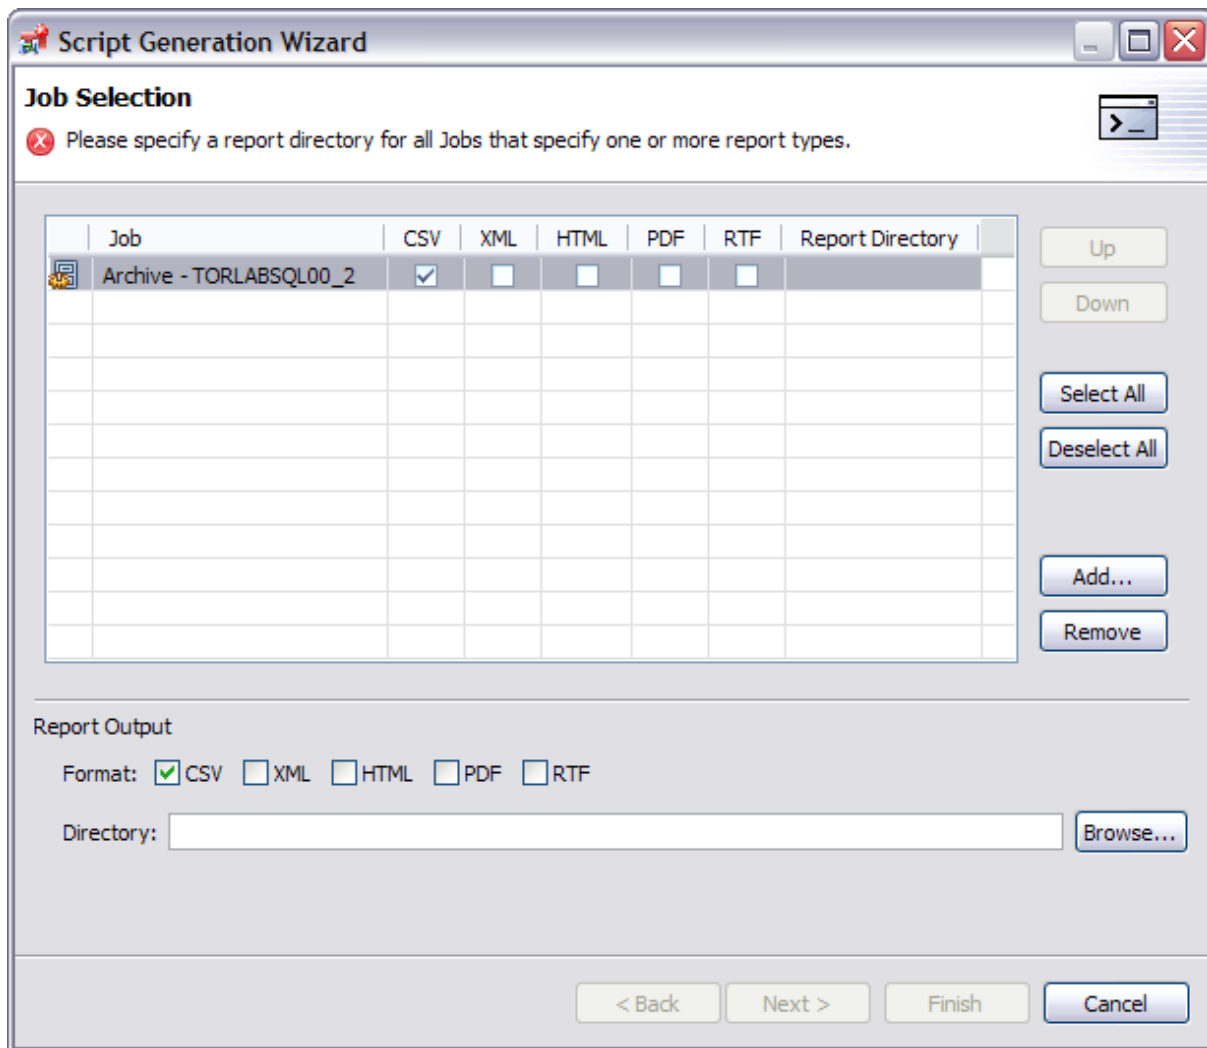 Script Generation Wizard
Job Selection
Please specify a report directory for all Jobs that specify one or more report types.
Job CSV XML HTML PDF RTF Report Directory
Archive - TORLABSQL00_2
Up
Down
Select All
Deselect All
Add...
Remove
Report Output
Format: CSV XML HTML PDF RTF
Directory: Browse...
< Back Next > Finish Cancel